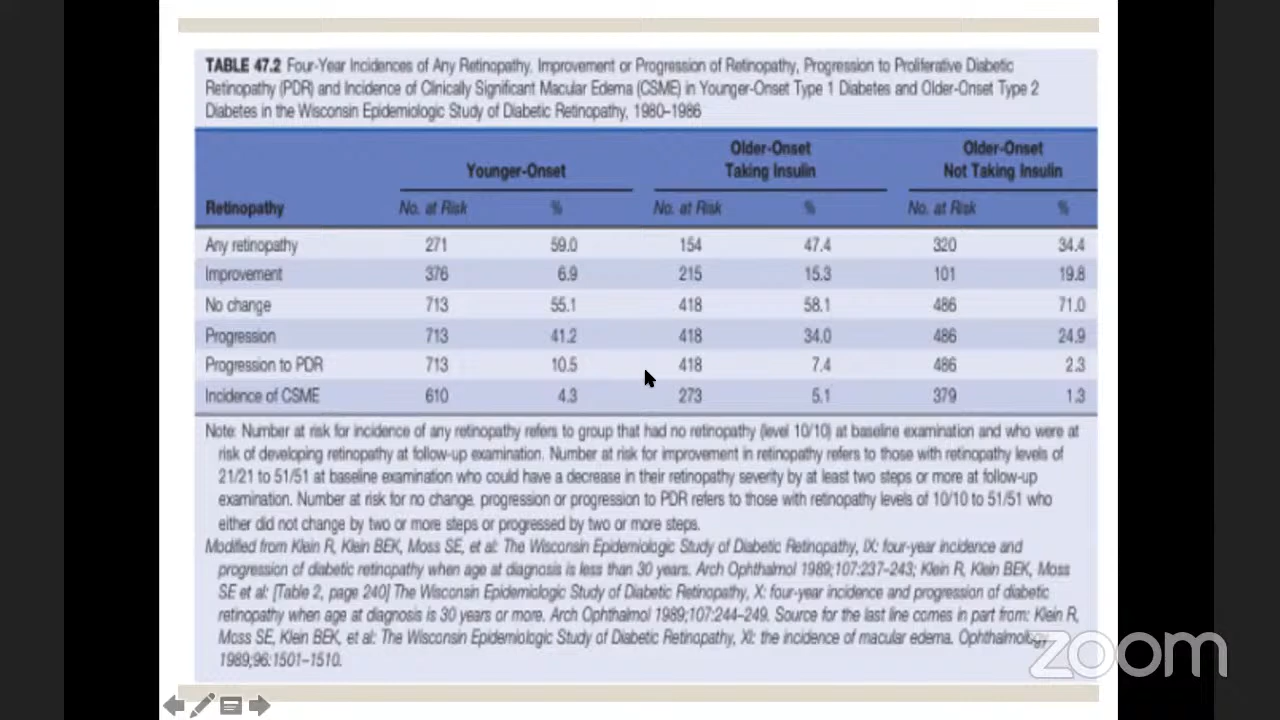 TABLE 47.2 Four-Year Incidences of Any Retinopathy, Improvement or Progression of Retinopathy, Progression to Proliferative Diabetic
Retinopathy (PDR) and Incidence of Clinically Significant Macular Edema (CSME) in Younger-Onset Type 1 Diabetes and Older-Onset Type 2
Diabetes in the Wisconsin Epidemiologic Study of Diabetic Retinopathy, 1980–1986
Younger-Onset
Older-Onset
Taking Insulin
Older-Onset
Not Taking Insulin
Retinopathy No. at Risk % No. at Risk % No. at Risk %
Any retinopathy 271 59.0 154 47.4 320 34.4
Improvement 376 6.9 215 15.3 101 19.8
No change 713 55.1 418 58.1 486 71.0
Progression 713 41.2 418 34.0 486 24.9
Progression to PDR 713 10.5 418 7.4 486 2.3
Incidence of CSME 610 4.3 273 5.1 379 1.3
Note: Number at risk for incidence of any retinopathy refers to group that had no retinopathy (level 10/10) at baseline examination and who were at
risk of developing retinopathy at follow-up examination. Number at risk for improvement in retinopathy refers to those with retinopathy levels of
21/21 to 51/51 at baseline examination who could have a decrease in their retinopathy severity by at least two steps or more at follow-up
examination. Number at risk for no change, progression or progression to PDR refers to those with retinopathy levels of 10/10 to 51/51 who
either did not change by two or more steps or progressed by two or more steps.
Modified from Klein R, Klein BEK, Moss SE, et al: The Wisconsin Epidemiologic Study of Diabetic Retinopathy, IX: four-year incidence and
progression of diabetic retinopathy when age at diagnosis is less than 30 years. Arch Ophthalmol 1989;107:237–243; Klein R, Klein BEK, Moss
SE et al: [Table 2, page 240] The Wisconsin Epidemiologic Study of Diabetic Retinopathy, X: four-year incidence and progression of diabetic
retinopathy when age at diagnosis is 30 years or more. Arch Ophthalmol 1989;107:244–249. Source for the last line comes in part from: Klein R,
Moss SE, Klein BEK, et al: The Wisconsin Epidemiologic Study of Diabetic Retinopathy, XI: the incidence of macular edema. Ophthalmology
1989;96:1501–1510.
zoom